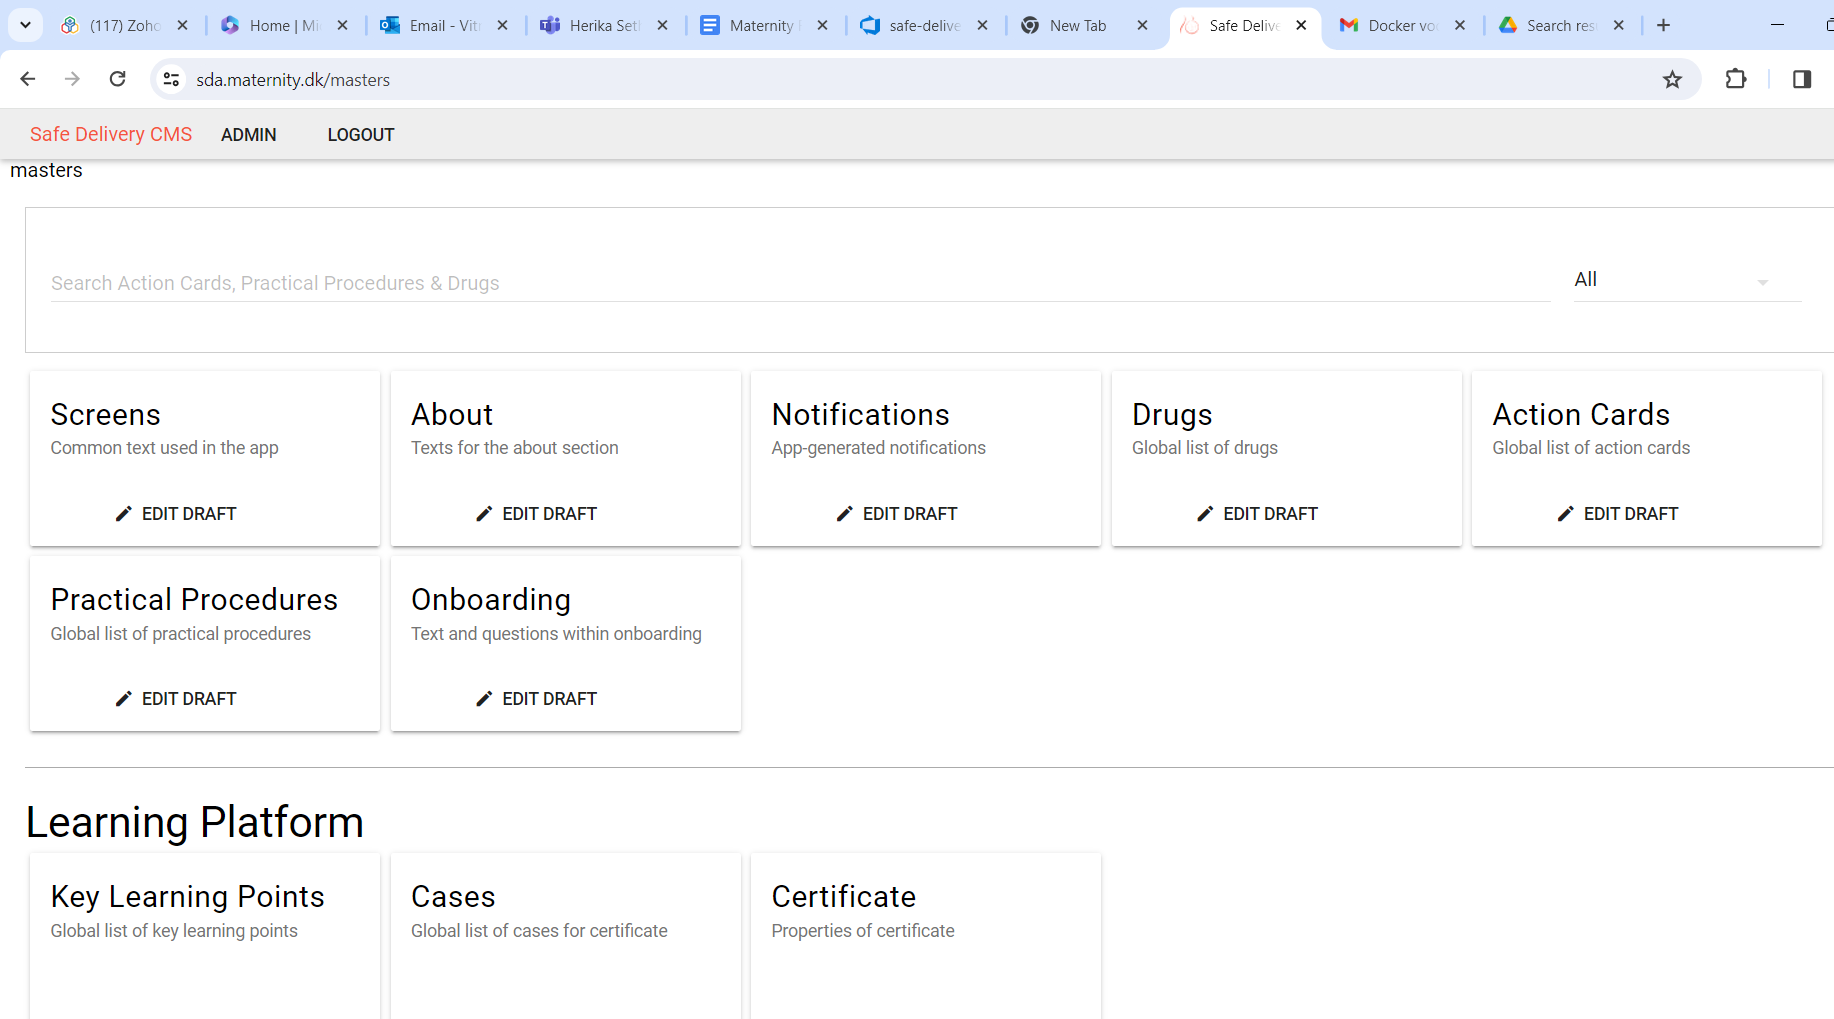 (117) Zoho Home | Mi Email - Vitr Herika Seth Maternity safe-delive New Tab Safe Delive Docker vo Search res
sda.maternity.dk/masters
Safe Delivery CMS ADMIN LOGOUT
masters
Search Action Cards, Practical Procedures & Drugs All
Screens
Common text used in the app
EDIT DRAFT
About
Texts for the about section
EDIT DRAFT
Notifications
App-generated notifications
EDIT DRAFT
Drugs
Global list of drugs
EDIT DRAFT
Action Cards
Global list of action cards
EDIT DRAFT
Practical Procedures
Global list of practical procedures
EDIT DRAFT
Onboarding
Text and questions within onboarding
EDIT DRAFT
Learning Platform
Key Learning Points
Global list of key learning points
Cases
Global list of cases for certificate
Certificate
Properties of certificate